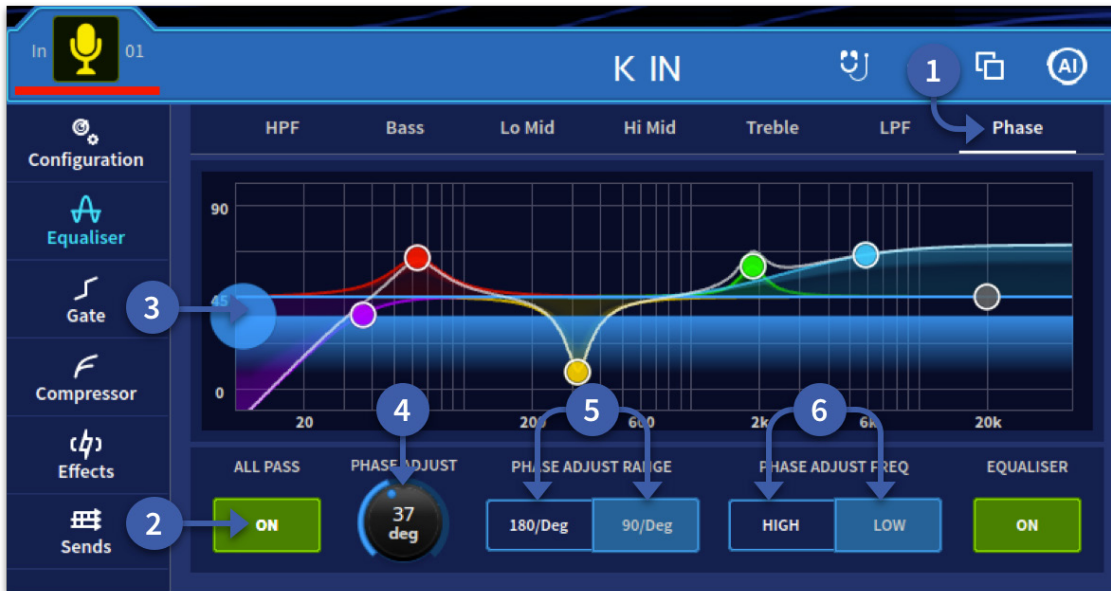 In
01
K IN
1
AI
Configuration
Equaliser
Gate
Compressor
Effects
Sends
HPF Bass Lo Mid Hi Mid Treble LPF Phase
90
45
0
20 200 600 2k 6k 20k
3
4
5
6
ALL PASS PHASE ADJUST PHASE ADJUST RANGE PHASE ADJUST FREQ EQUALISER
2
ON
37
deg
180/Deg 90/Deg HIGH LOW ON